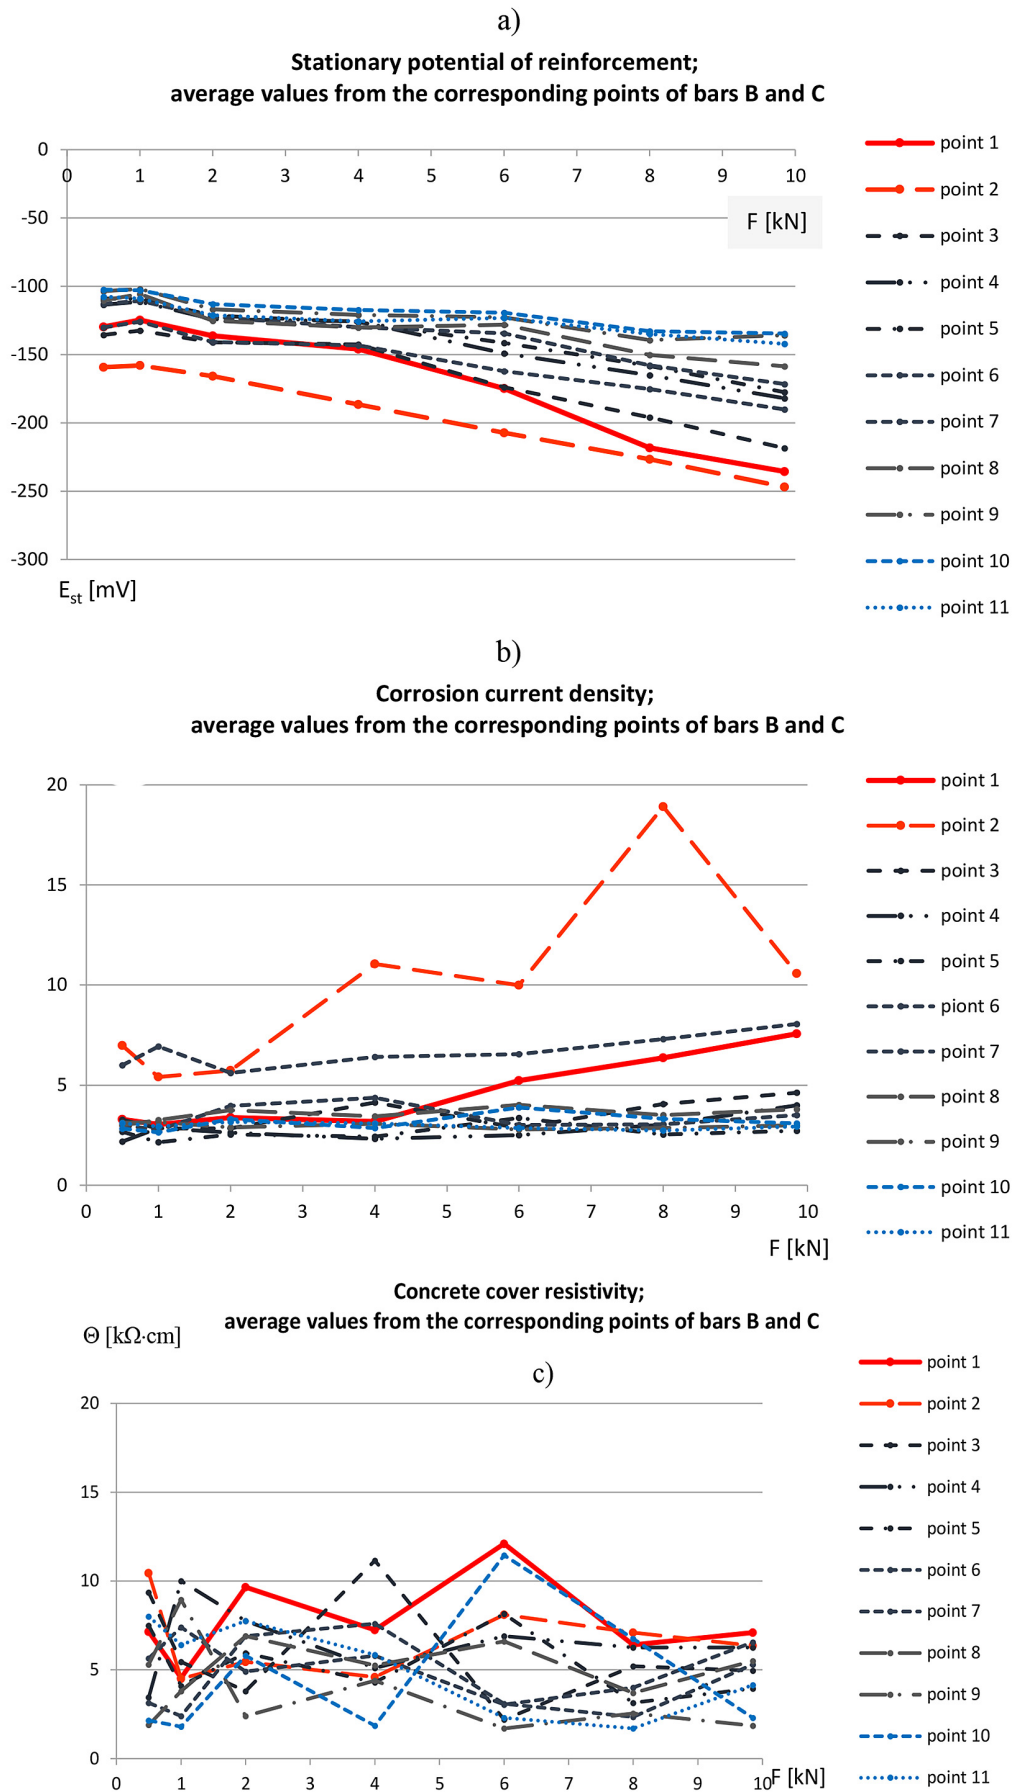 a)
Stationary potential of reinforcement;
average values from the corresponding points of bars B and C
0
0 1 2 3 4 5 6 7 8 9 10
F [kN]
-50
-100
-150
-200
-250
-300
Est [mV]
point 1
point 2
point 3
point 4
point 5
point 6
point 7
point 8
point 9
point 10
point 11
b)
Corrosion current density;
average values from the corresponding points of bars B and C
20
15
10
5
0
0 1 2 3 4 5 6 7 8 9 10
F [kN]
point 1
point 2
point 3
point 4
point 5
piont 6
point 7
point 8
point 9
point 10
point 11
Concrete cover resistivity;
average values from the corresponding points of bars B and C
Θ [kΩ·cm]
c)
20
15
10
5
0
0 1 2 3 4 5 6 7 8 9 10
F [kN]
point 1
point 2
point 3
point 4
point 5
point 6
point 7
point 8
point 9
point 10
point 11